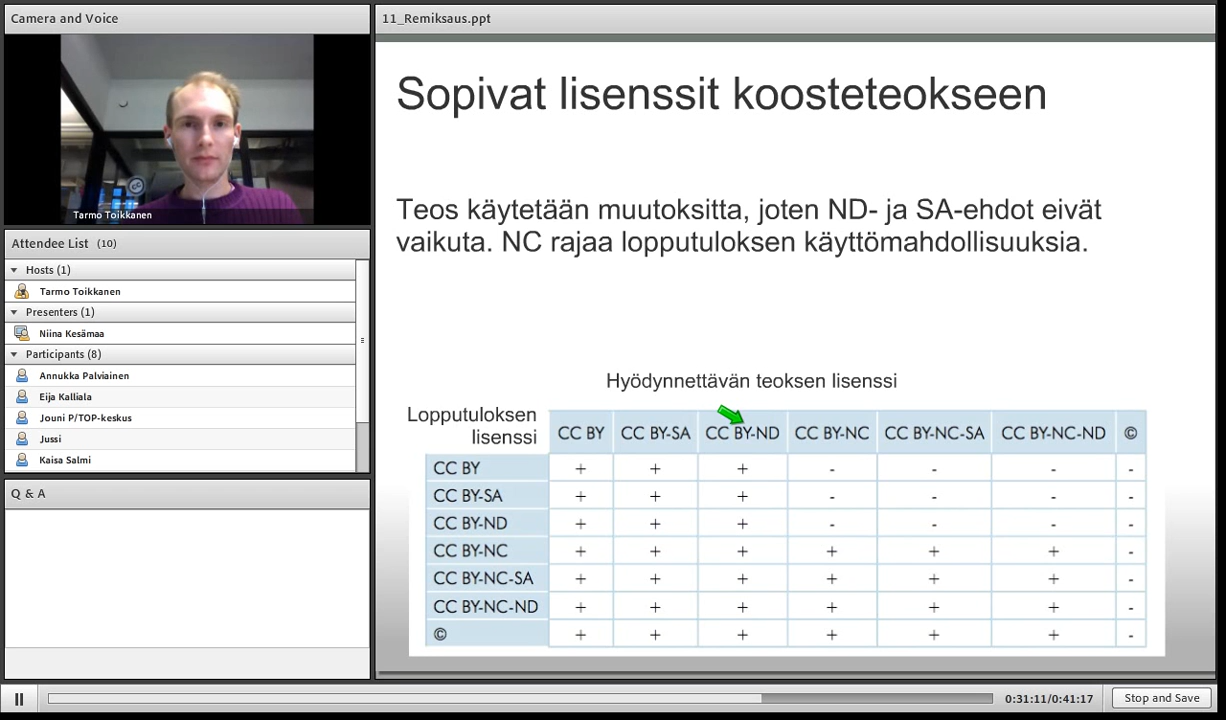 Camera and Voice
Tarmo Toikkanen
Attendee List (10)
Hosts (1)
Tarmo Toikkanen
Presenters (1)
Niina Kesämaa
Participants (8)
Annukka Palviainen
Eija Kalliala
Jouni P/TOP-keskus
Jussi
Kaisa Salmi
Q & A
11_Remiksaus.ppt
Sopivat lisenssit koosteteokseen
Teos käytetään muutoksitta, joten ND- ja SA-ehdot eivät
vaikuta. NC rajaa lopputuloksen käyttömahdollisuuksia.
Hyödynnettävän teoksen lisenssi
Lopputuloksen
lisenssi
CC BY CC BY-SA CC BY-ND CC BY-NC CC BY-NC-SA CC BY-NC-ND ©
CC BY + + + - - - -
CC BY-SA + + + - - - -
CC BY-ND + + + - - - -
CC BY-NC + + + + + + -
CC BY-NC-SA + + + + + + -
CC BY-NC-ND + + + + + + -
© + + + + + + -
0:31:11/0:41:17
Stop and Save